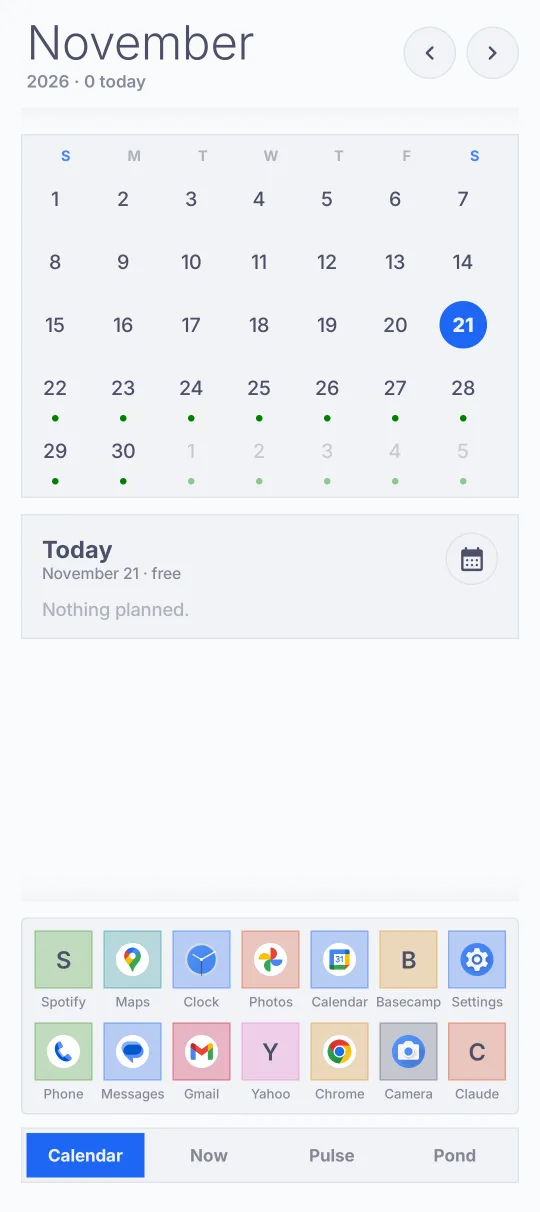 November
2026 · 0 today
S M T W T F S
1 2 3 4 5 6 7
8 9 10 11 12 13 14
15 16 17 18 19 20 21
22 23 24 25 26 27 28
29 30 1 2 3 4 5
Today
November 21 · free
Nothing planned.
S 31 B
Spotify Maps Clock Photos Calendar Basecamp Settings
Y C
Phone Messages Gmail Yahoo Chrome Camera Claude
Calendar Now Pulse Pond